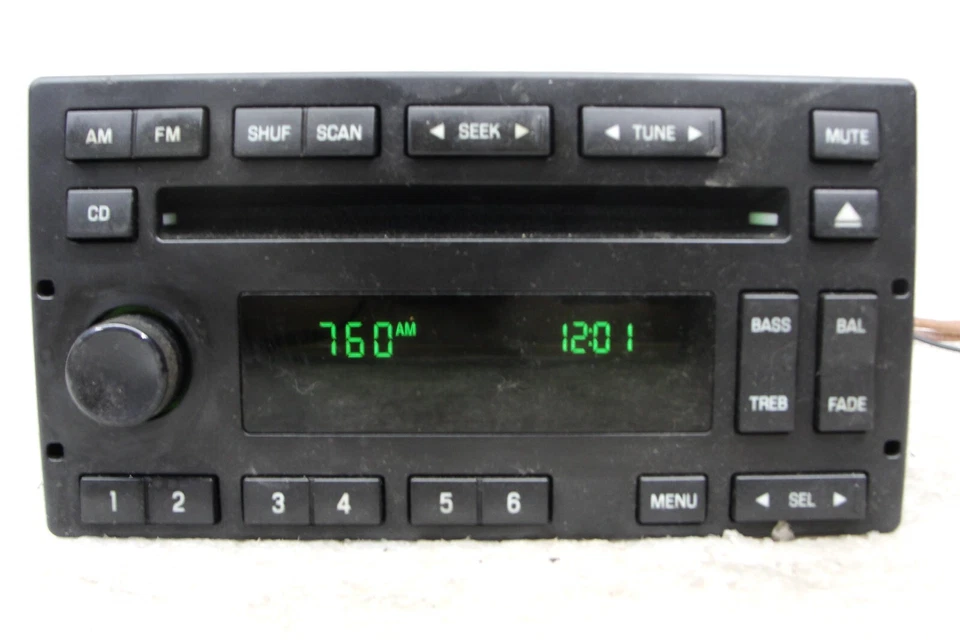 AM FM SHUF SCAN ◀ SEEK ▶ ◀ TUNE ▶ MUTE
CD
760 AM 12:01
BASS BAL
TREB FADE
1 2 3 4 5 6 MENU ◀ SEL ▶